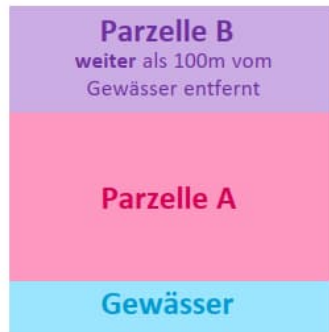 Parzelle B
weiter als 100m vom
Gewässer entfernt
Parzelle A
Gewässer